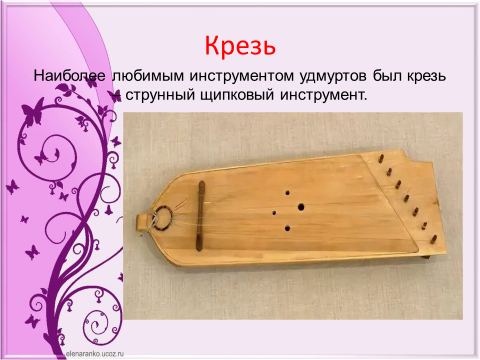 Крезь
Наиболее любимым инструментом удмуртов был крезь
– струнный щипковый инструмент.
elenaranko.ucoz.ru